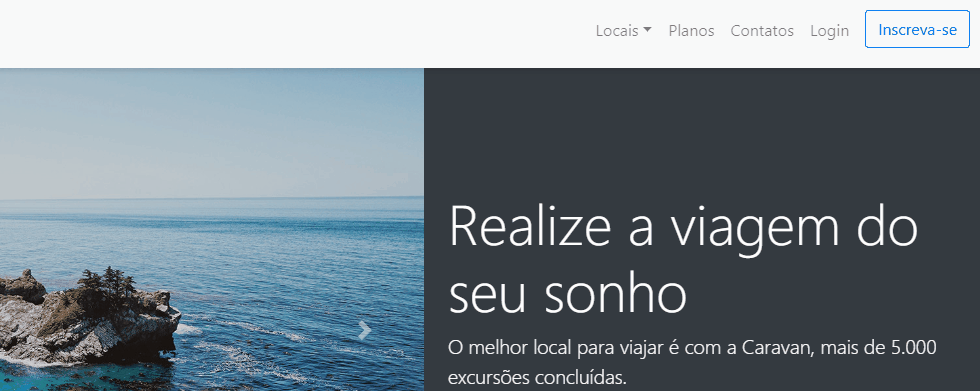 Locais Planos Contatos Login Inscreva-se
Realize a viagem do
seu sonho
O melhor local para viajar é com a Caravan, mais de 5.000
excursões concluídas.